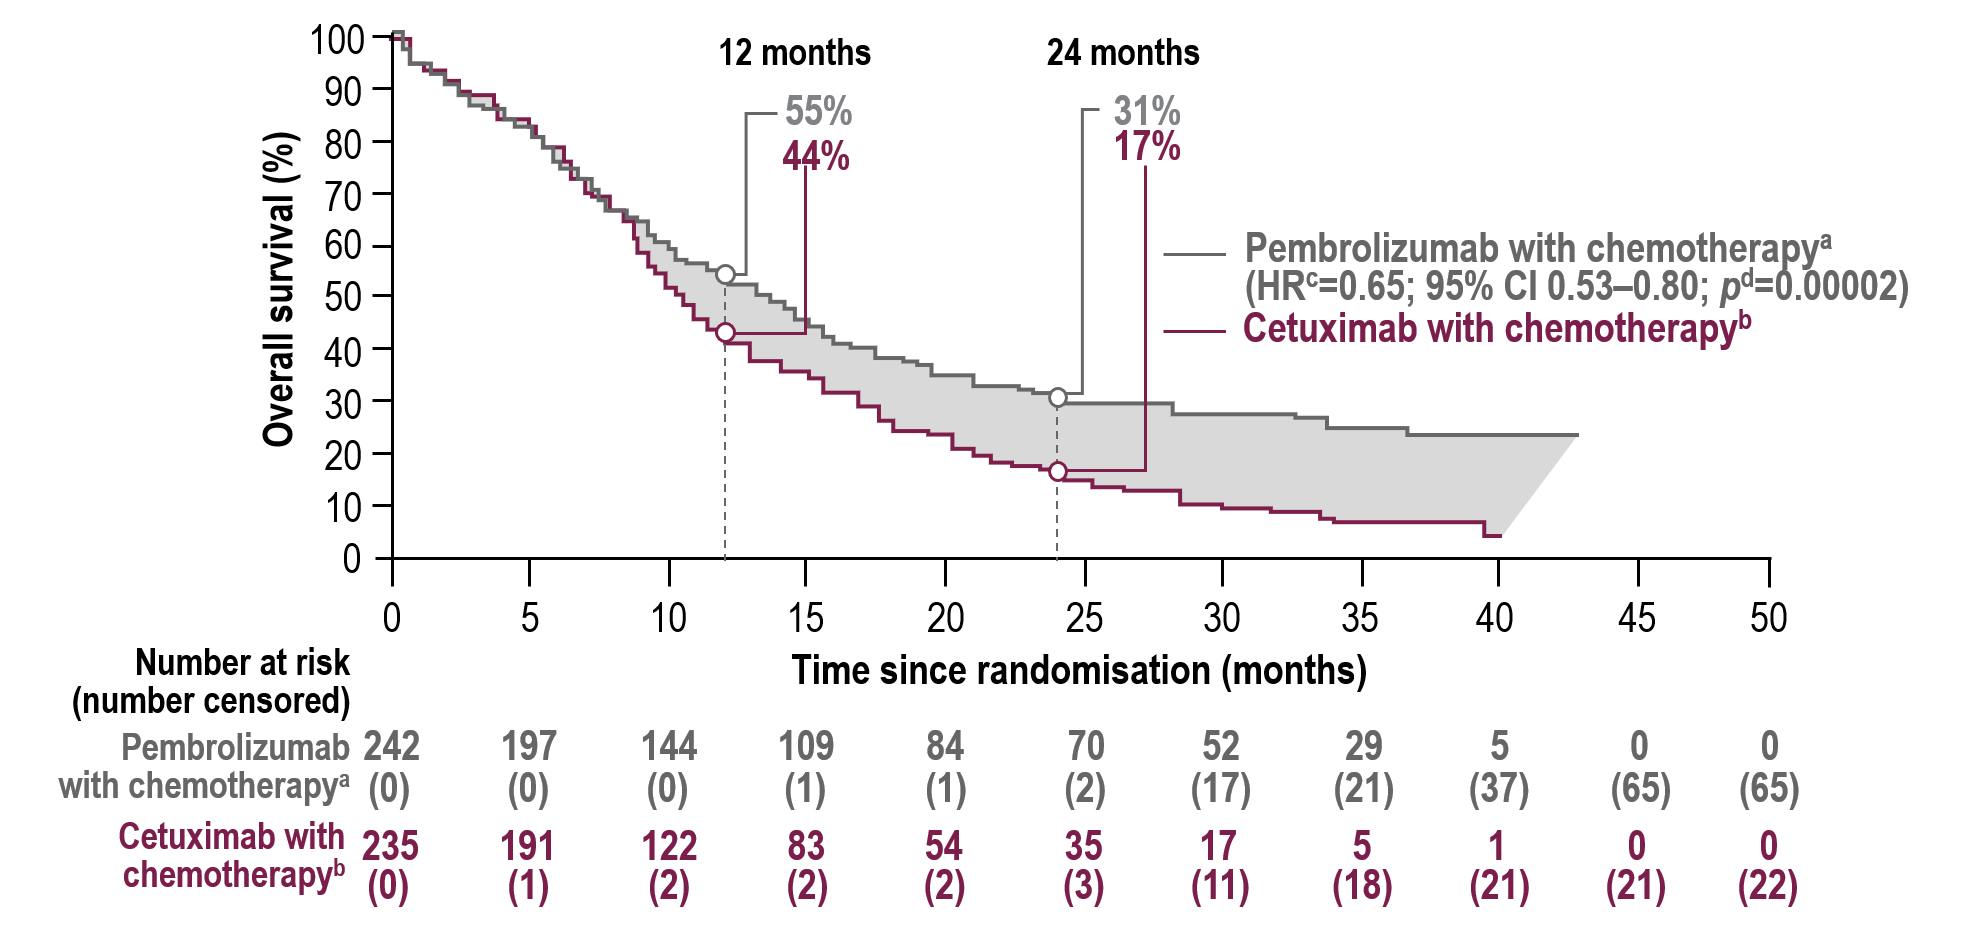 12 months
24 months
55%
44%
31%
17%
Overall survival (%)
100
90
80
70
60
50
40
30
20
10
0
Pembrolizumab with chemotherapyᵃ
(HRᶜ=0.65; 95% CI 0.53–0.80; pᵈ=0.00002)
Cetuximab with chemotherapyᵇ
0 5 10 15 20 25 30 35 40 45 50
Time since randomisation (months)
Number at risk
(number censored)
Pembrolizumab 242 197 144 109 84 70 52 29 5 0 0
with chemotherapyᵃ (0) (0) (0) (1) (1) (2) (17) (21) (37) (65) (65)
Cetuximab with 235 191 122 83 54 35 17 5 1 0 0
chemotherapyᵇ (0) (1) (2) (2) (2) (3) (11) (18) (21) (21) (22)